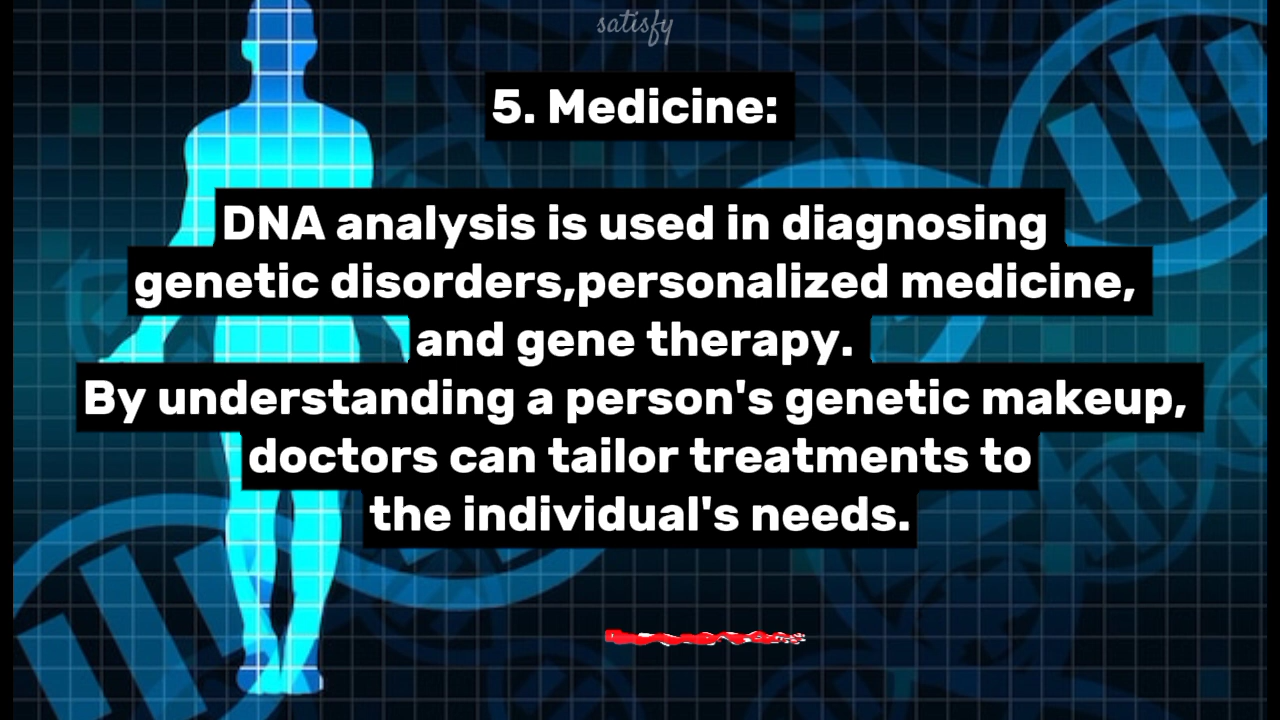 satisfy
5. Medicine:
DNA analysis is used in diagnosing
genetic disorders,personalized medicine,
and gene therapy.
By understanding a person's genetic makeup,
doctors can tailor treatments to
the individual's needs.